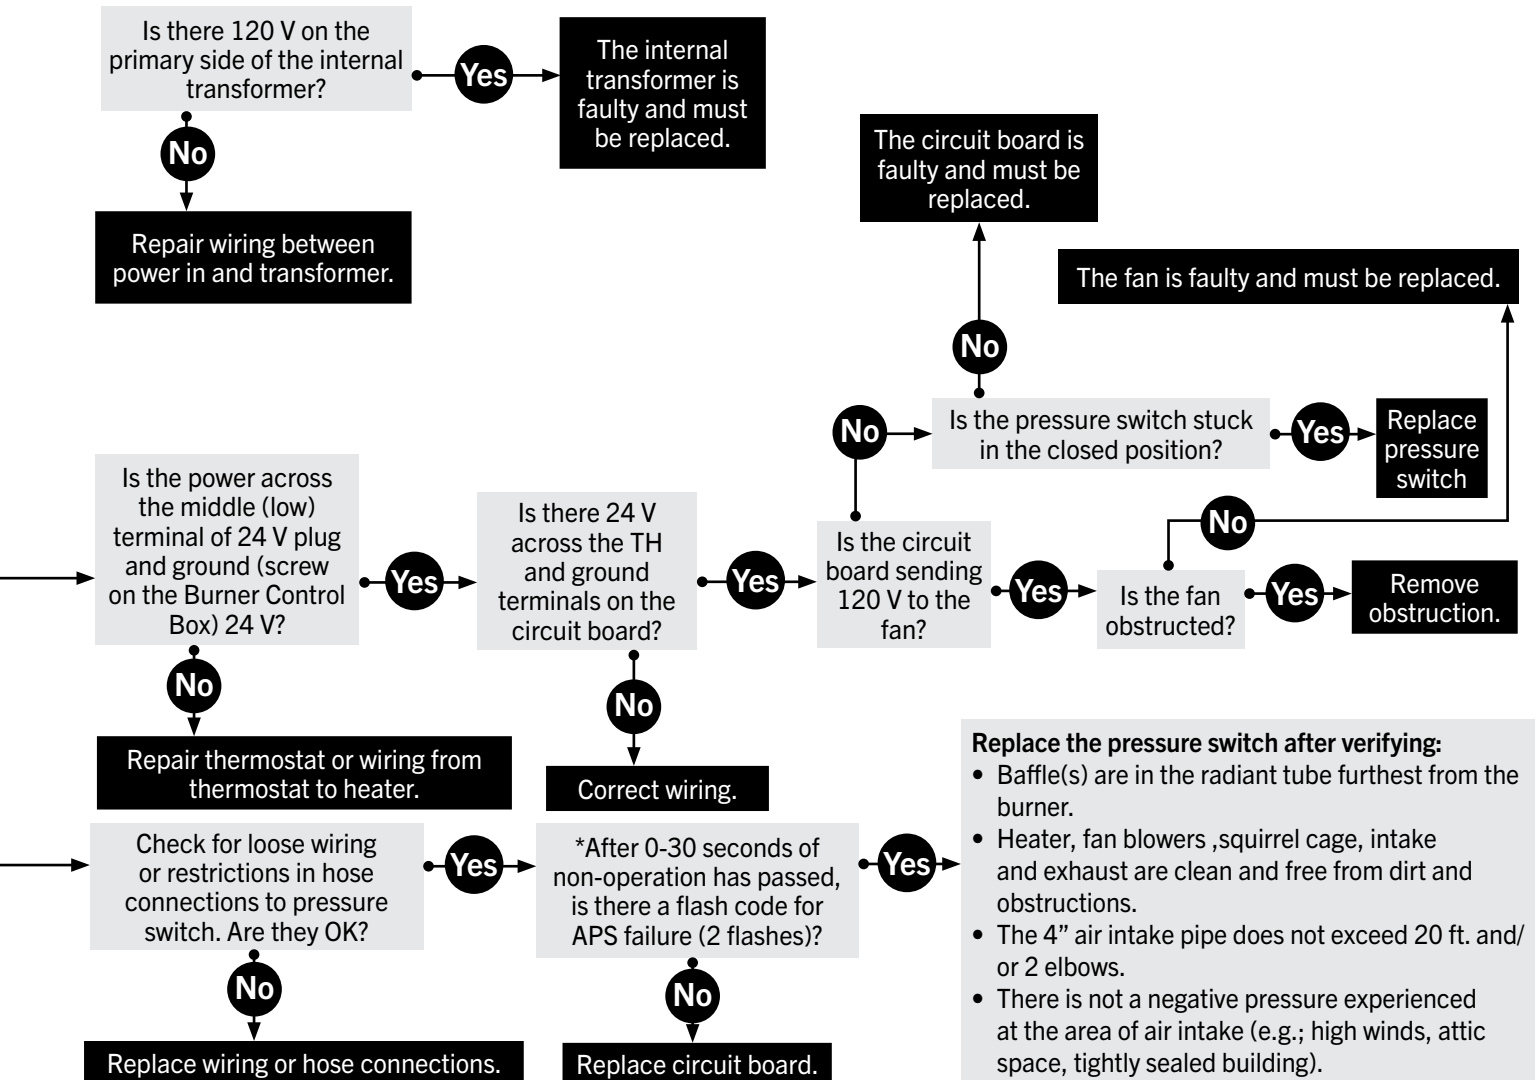 Is there 120 V on the
primary side of the internal
transformer?
Yes
The internal
transformer is
faulty and must
be replaced.
No
Repair wiring between
power in and transformer.
The circuit board is
faulty and must be
replaced.
The fan is faulty and must be replaced.
No
No
Is the pressure switch stuck
in the closed position?
Yes
Replace
pressure
switch
Is the power across
the middle (low)
terminal of 24 V plug
and ground (screw
on the Burner Control
Box) 24 V?
Yes
Is there 24 V
across the TH
and ground
terminals on the
circuit board?
Yes
Is the circuit
board sending
120 V to the
fan?
Yes
Is the fan
obstructed?
No
Yes
Remove
obstruction.
No
Repair thermostat or wiring from
thermostat to heater.
No
Correct wiring.
Check for loose wiring
or restrictions in hose
connections to pressure
switch. Are they OK?
Yes
*After 0-30 seconds of
non-operation has passed,
is there a flash code for
APS failure (2 flashes)?
Yes
Replace the pressure switch after verifying:
• Baffle(s) are in the radiant tube furthest from the
burner.
• Heater, fan blowers ,squirrel cage, intake
and exhaust are clean and free from dirt and
obstructions.
• The 4” air intake pipe does not exceed 20 ft. and/
or 2 elbows.
• There is not a negative pressure experienced
at the area of air intake (e.g.; high winds, attic
space, tightly sealed building).
No
Replace wiring or hose connections.
No
Replace circuit board.